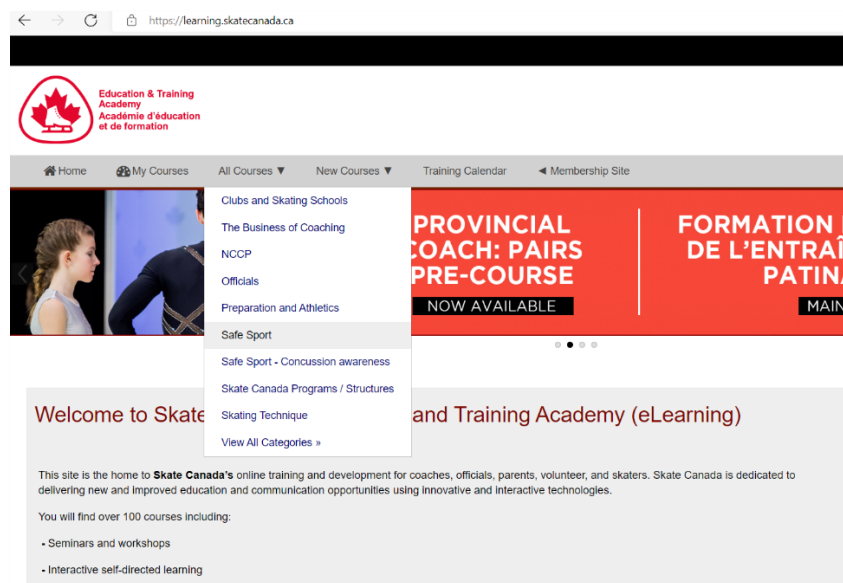 https://learning.skatecanada.ca
Education & Training
Academy
Académie d'éducation
et de formation
Home My Courses All Courses ▼ New Courses ▼ Training Calendar ◄ Membership Site
Clubs and Skating Schools
The Business of Coaching
NCCP
Officials
Preparation and Athletics
Safe Sport
Safe Sport - Concussion awareness
Skate Canada Programs / Structures
Skating Technique
View All Categories »
PROVINCIAL
COACH: PAIRS
PRE-COURSE
NOW AVAILABLE
FORMATION
DE L'ENTRAÎ
PATINA
MAIN
Welcome to Skate and Training Academy (eLearning)
This site is the home to Skate Canada's online training and development for coaches, officials, parents, volunteer, and skaters. Skate Canada is dedicated to
delivering new and improved education and communication opportunities using innovative and interactive technologies.
You will find over 100 courses including:
- Seminars and workshops
- Interactive self-directed learning